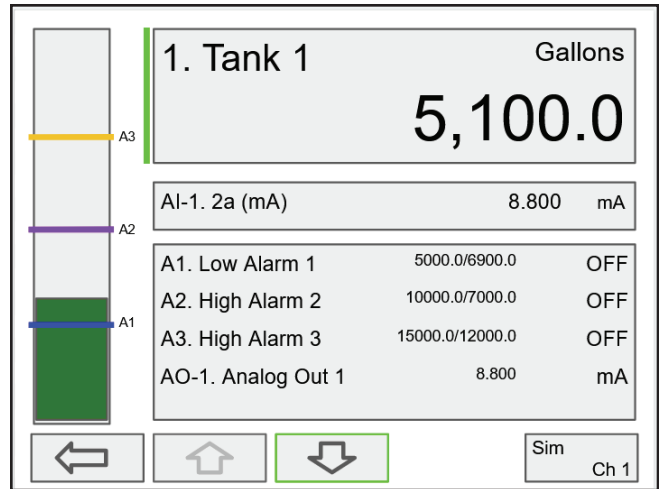 1. Tank 1 Gallons
5,100.0
A3
AI-1. 2a (mA) 8.800 mA
A2
A1. Low Alarm 1 5000.0/6900.0 OFF
A2. High Alarm 2 10000.0/7000.0 OFF
A1
A3. High Alarm 3 15000.0/12000.0 OFF
AO-1. Analog Out 1 8.800 mA
Sim
Ch 1